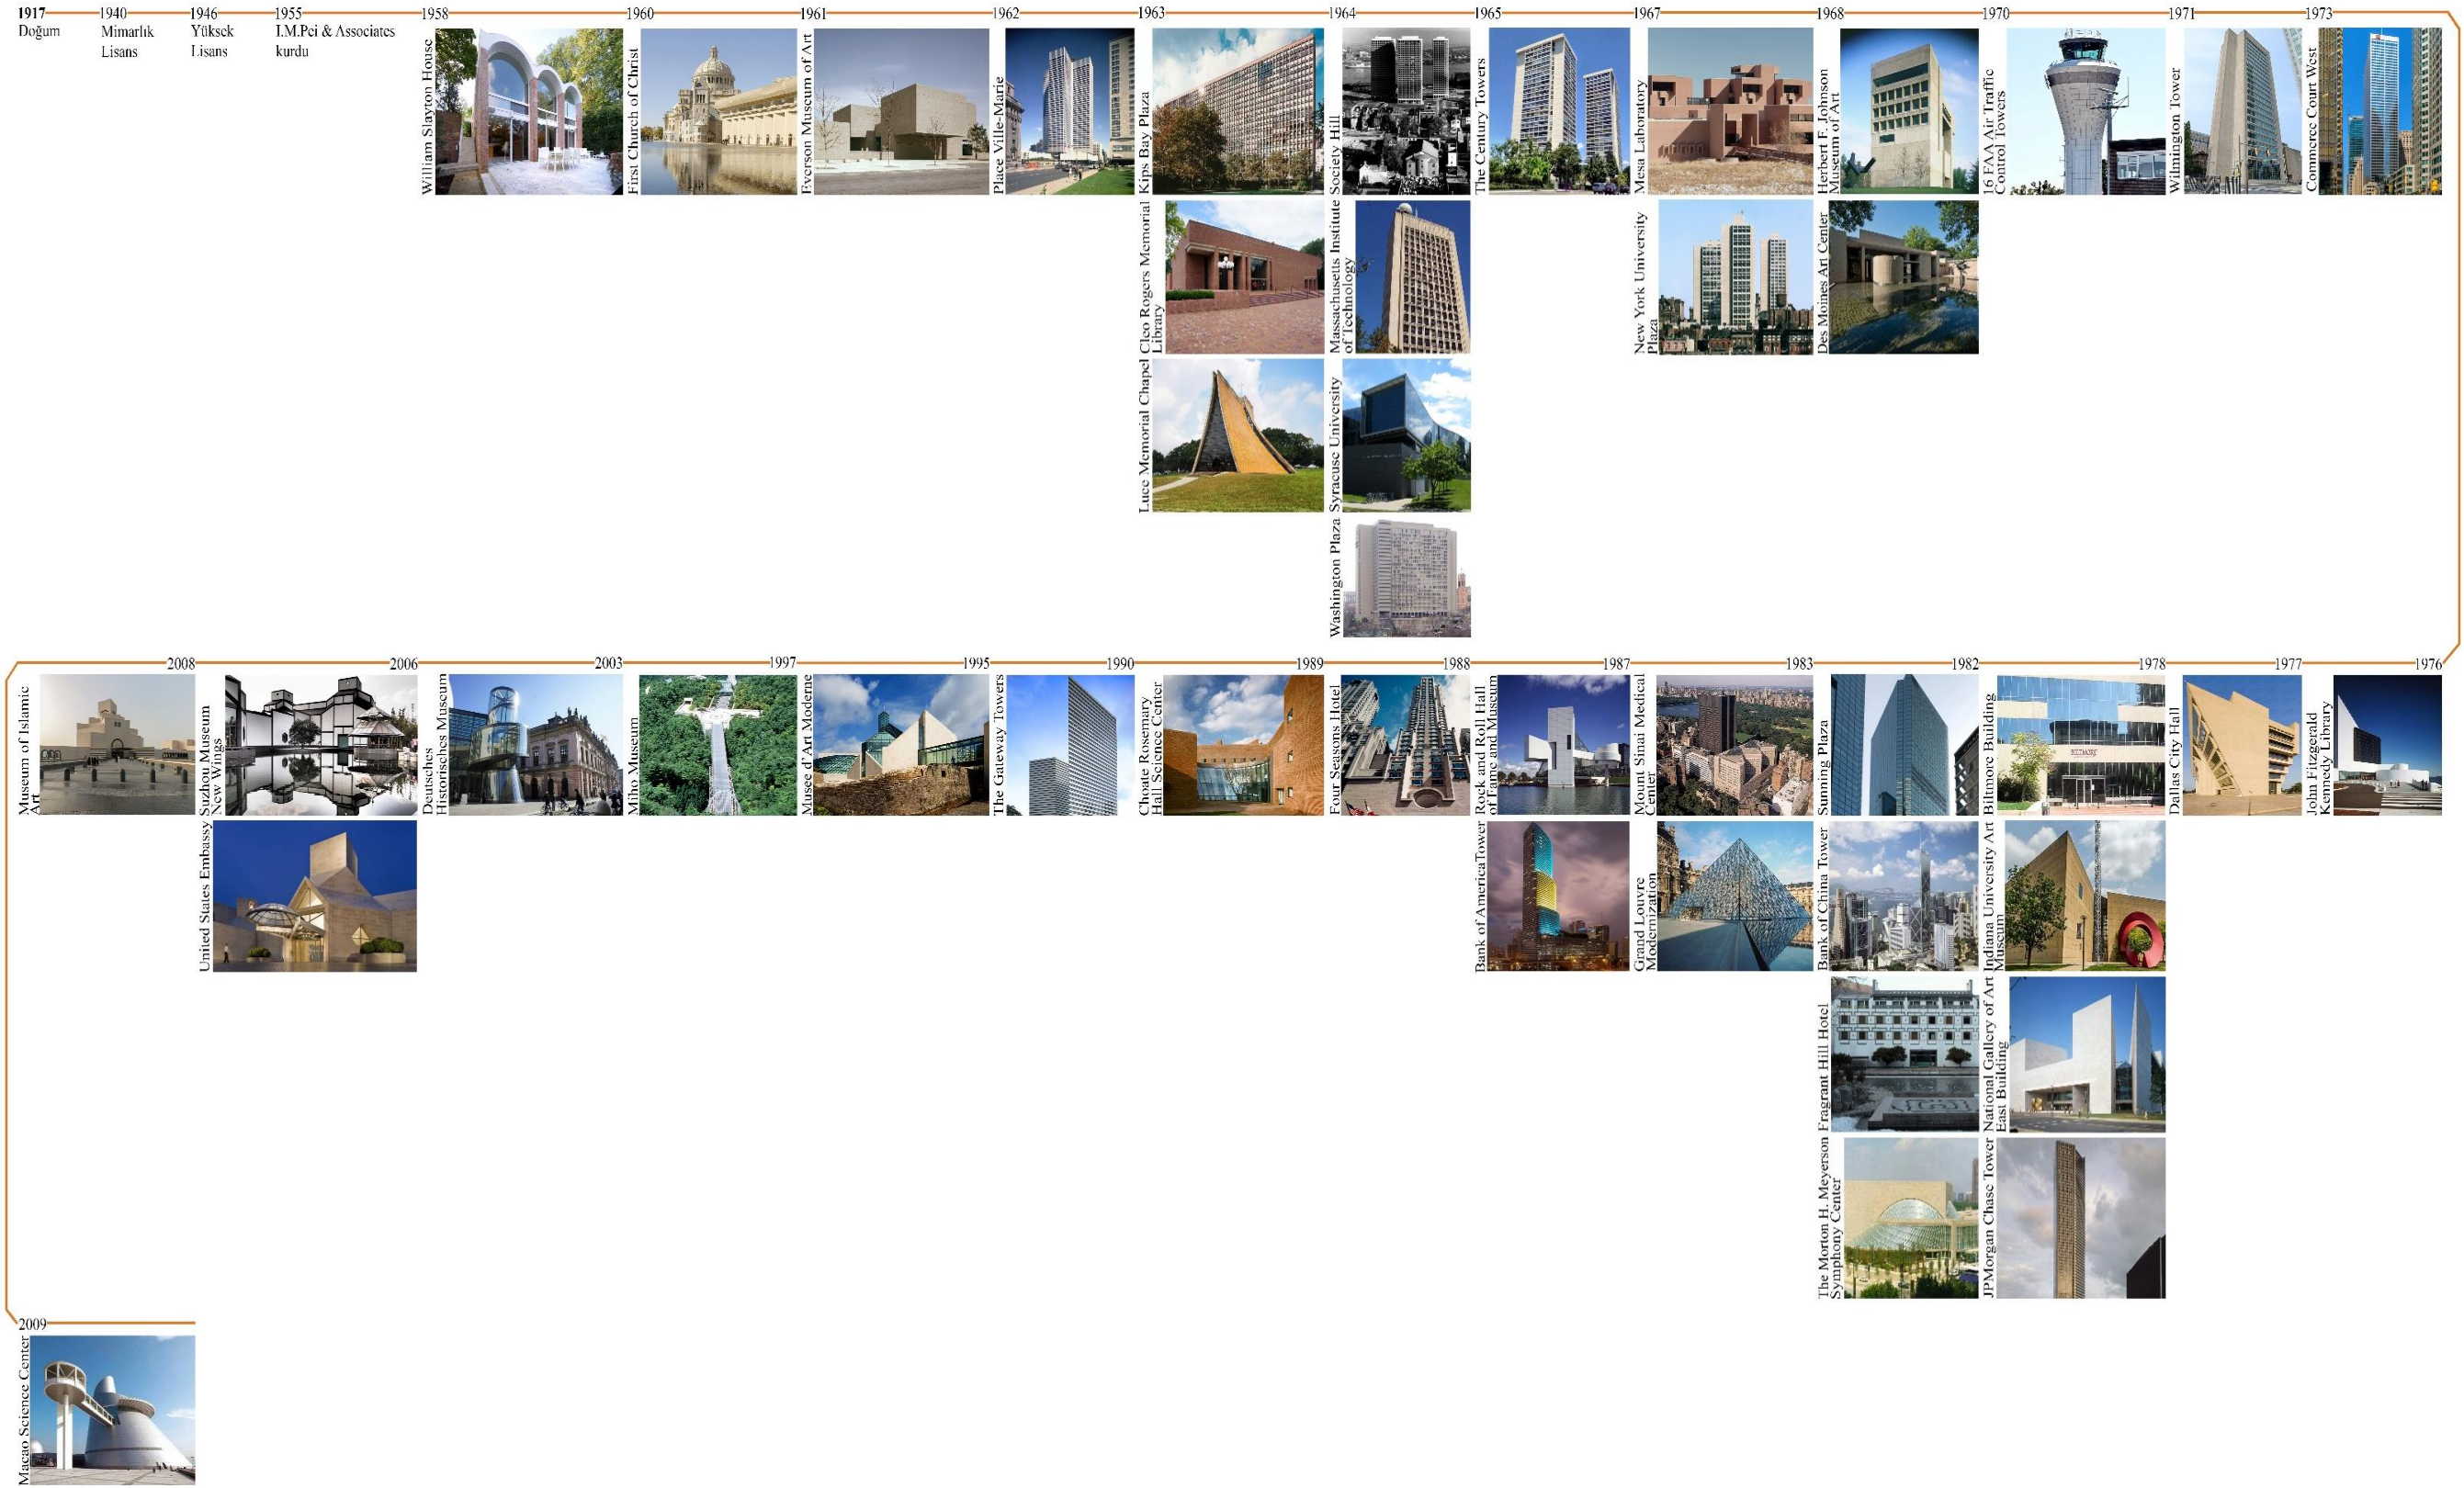 1917
Doğum
1940
Mimarlık
Lisans
1946
Yüksek
Lisans
1955
I.M.Pei & Associates
kurdu
1958
William Slayton House
1960
First Church of Christ
1961
Everson Museum of Art
1962
Place Ville-Marie
1963
Kips Bay Plaza
Cleo Rogers Memorial
Library
Luce Memorial Chapel
1964
Society Hill
Massachusetts Institute
of Technology
Syracuse University
Washington Plaza
1965
The Century Towers
1967
Mesa Laboratory
New York University
Plaza
1968
Herbert F. Johnson
Museum of Art
Des Moines Art Center
1970
16 FAA Air Traffic
Control Towers
1971
Wilmington Tower
1973
Commerce Court West
1976
John Fitzgerald
Kennedy Library
1977
Dallas City Hall
1978
Biltmore Building
BILTMORE
Indiana University Art
Museum
National Gallery of Art
East Building
JPMorgan Chase Tower
1982
Sunning Plaza
Bank of China Tower
Fragrant Hill Hotel
The Morton H. Meyerson
Symphony Center
1983
Mount Sinai Medical
Center
Grand Louvre
Modernization
1987
Rock and Roll Hall
of Fame and Museum
Bank of AmericaTower
1988
Four Seasons Hotel
1989
Choate Rosemary
Hall Science Center
1990
The Gateway Towers
1995
Musee d'Art Moderne
1997
Miho Museum
2003
Deutsches
Historisches Museum
2006
Suzhou Museum
New Wings
United States Embassy
2008
Museum of Islamic
Art
2009
Macao Science Center